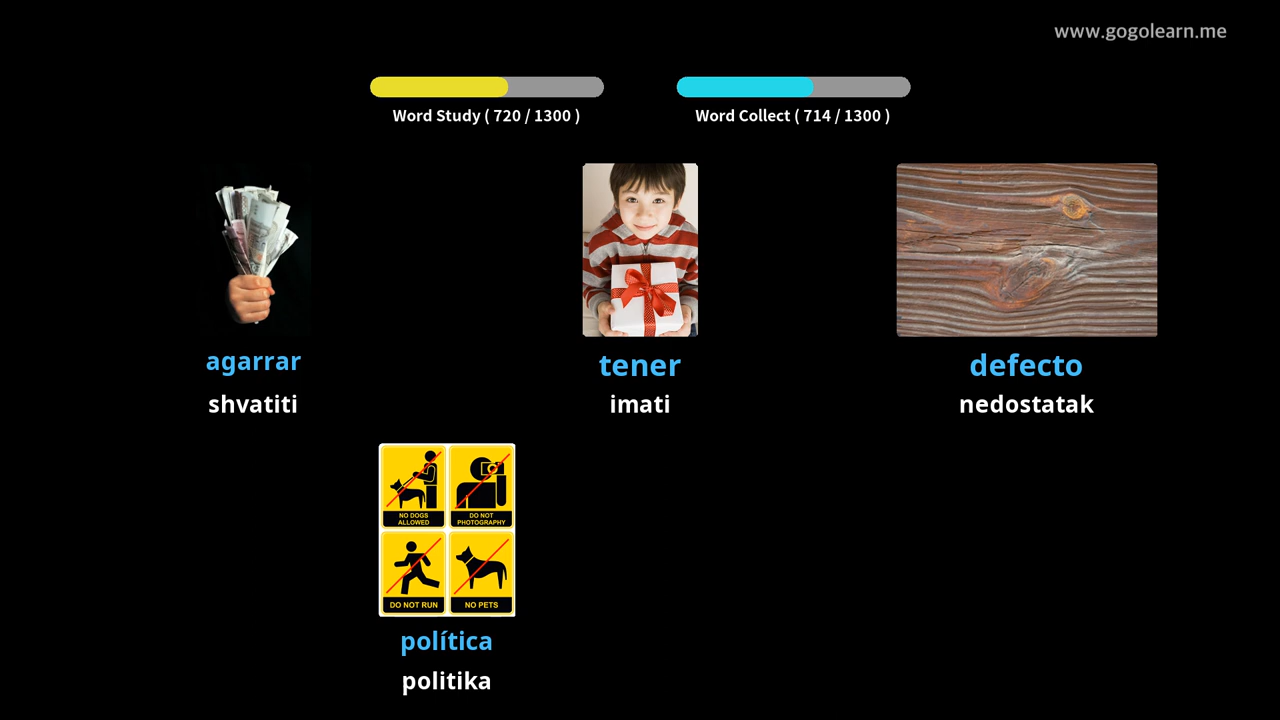 www.gogolearn.me
Word Study ( 720 / 1300 )
Word Collect ( 714 / 1300 )
agarrar
shvatiti
tener
imati
defecto
nedostatak
NO DOGS
ALLOWED
DO NOT
PHOTOGRAPHY
DO NOT RUN
NO PETS
política
politika